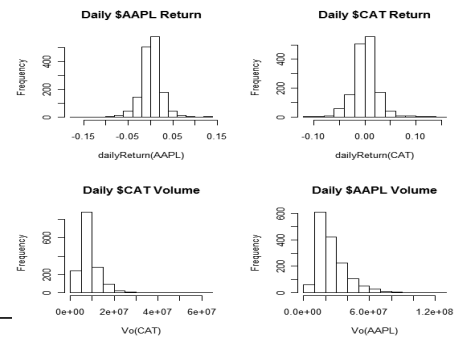 Daily $AAPL Return
Frequency
0 200 400
-0.15 -0.05 0.05 0.15
dailyReturn(AAPL)
Daily $CAT Return
Frequency
0 200 400
-0.10 0.00 0.10
dailyReturn(CAT)
Daily $CAT Volume
Frequency
0 200 600
0e+00 2e+07 4e+07 6e+07
Vo(CAT)
Daily $AAPL Volume
Frequency
0 200 400 600
0.0e+00 6.0e+07 1.2e+08
Vo(AAPL)